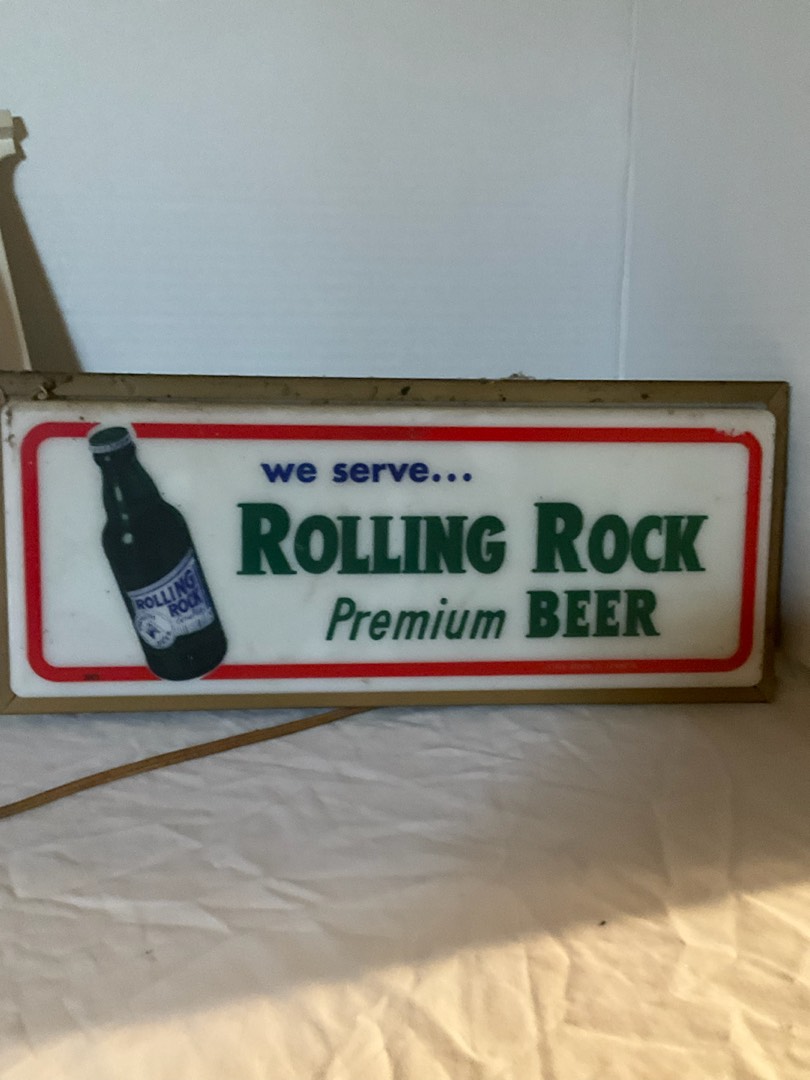 we serve...
ROLLING ROCK
Premium BEER
ROLLING
ROCK